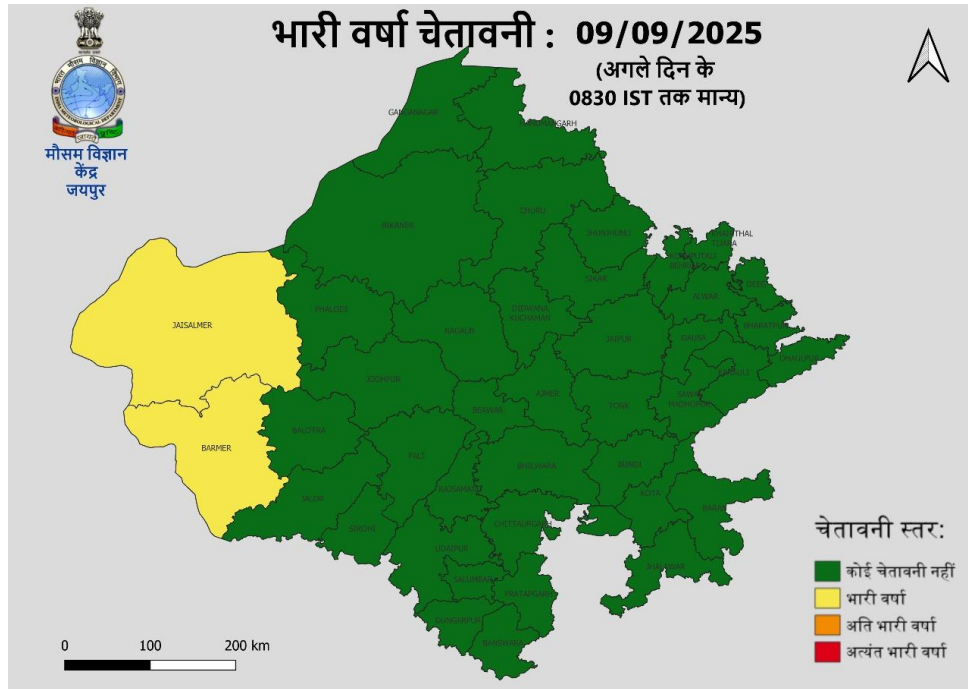 भारी वर्षा चेतावनी : 09/09/2025
(अगले दिन के
0830 IST तक मान्य)
मौसम विज्ञान
केंद्र
जयपुर
GANGANAGAR
BIKANER
CHURU
JHUNJHUNU
SIKAR
ALWAR
DEEG
JAISALMER
PHALODI
NAGAUR
DIDWANA
KUCHAMAN
JAIPUR
DAUSA
BHARATPUR
DHAULPUR
KARAULI
JODHPUR
BEAWAR
AJMER
TONK
SAWAI
MADHOPUR
BARMER
BALOTRA
PALI
BHILWARA
BUNDI
KOTA
BARAN
JALOR
SIROHI
RAJSAMAND
CHITTAURGARH
UDAIPUR
JHALAWAR
SALUMBAR
PRATAPGARH
DUNGARPUR
BANSWARA
चेतावनी स्तर:
कोई चेतावनी नहीं
भारी वर्षा
अति भारी वर्षा
अत्यंत भारी वर्षा
0 100 200 km